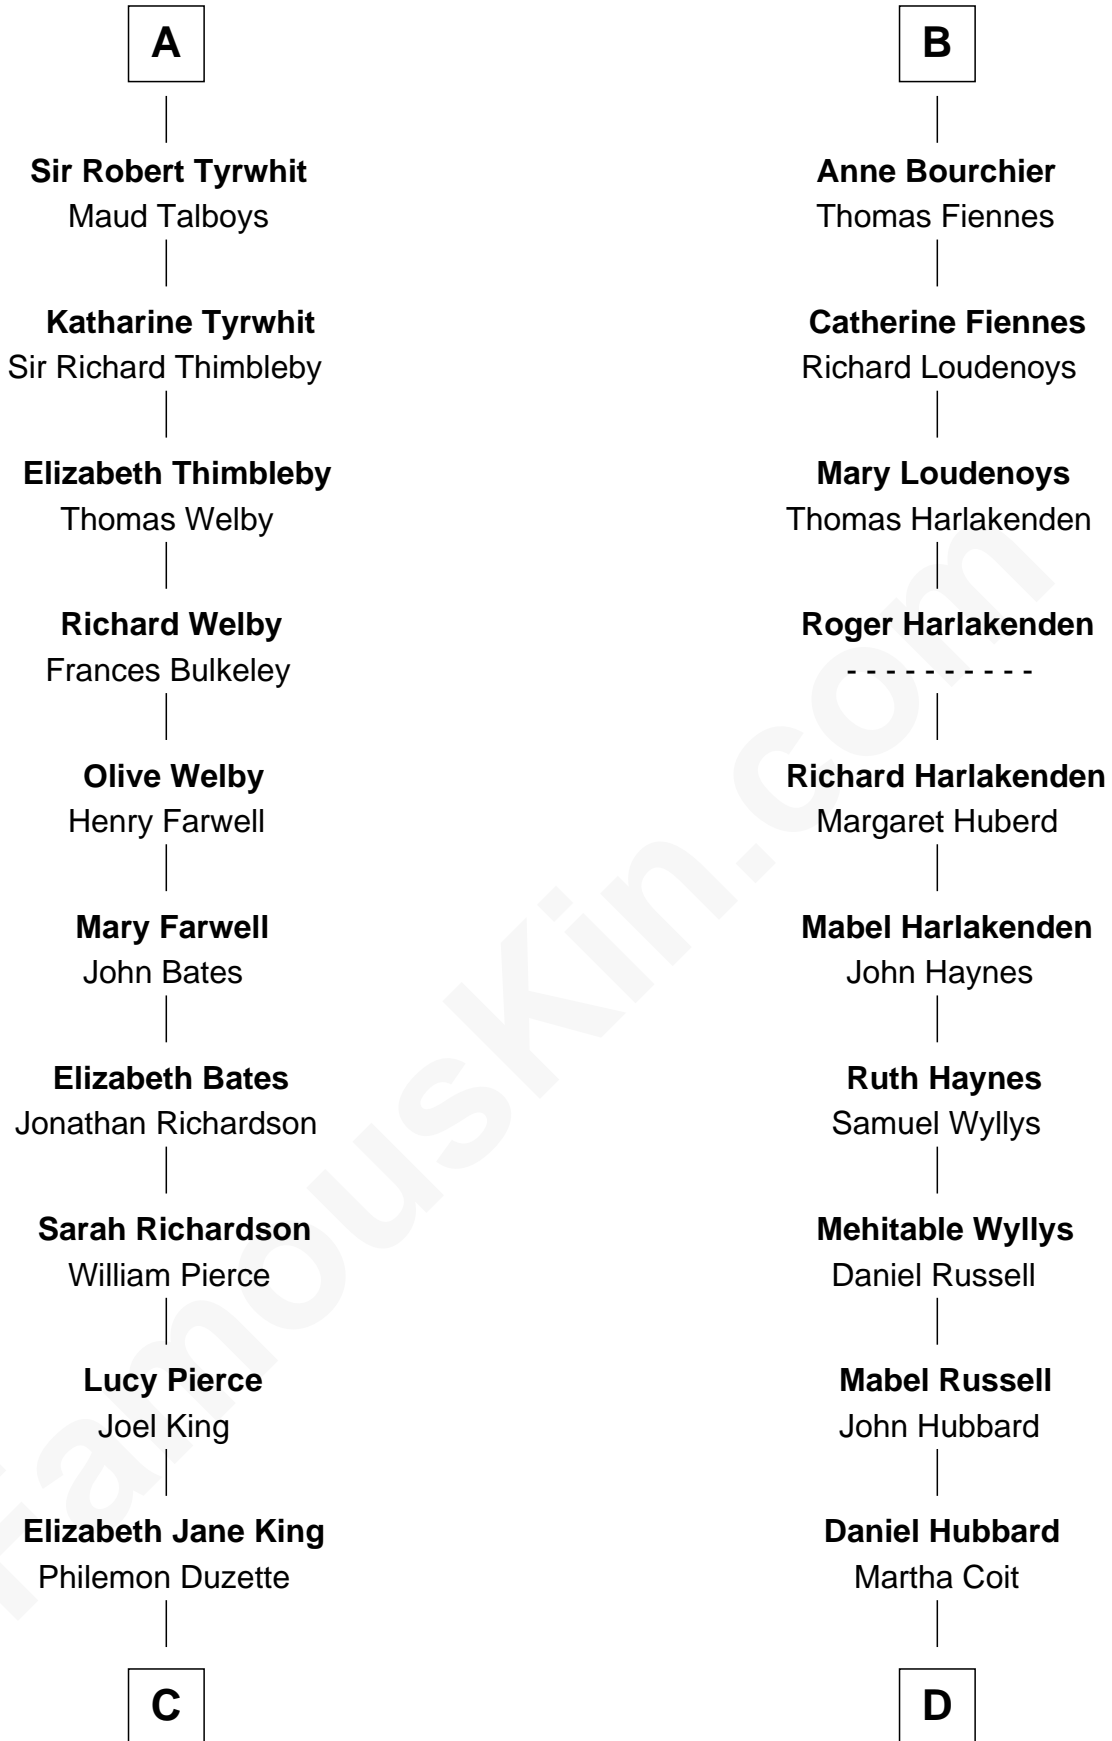 A
Sir Robert Tyrwhit
Maud Talboys
Katharine Tyrwhit
Sir Richard Thimbleby
Elizabeth Thimbleby
Thomas Welby
Richard Welby
Frances Bulkeley
Olive Welby
Henry Farwell
Mary Farwell
John Bates
Elizabeth Bates
Jonathan Richardson
Sarah Richardson
William Pierce
Lucy Pierce
Joel King
Elizabeth Jane King
Philemon Duzette
C
B
Anne Bourchier
Thomas Fiennes
Catherine Fiennes
Richard Loudenoys
Mary Loudenoys
Thomas Harlakenden
Roger Harlakenden
- - - - - - - - - -
Richard Harlakenden
Margaret Huberd
Mabel Harlakenden
John Haynes
Ruth Haynes
Samuel Wyllys
Mehitable Wyllys
Daniel Russell
Mabel Russell
John Hubbard
Daniel Hubbard
Martha Coit
D
FamousKin.com